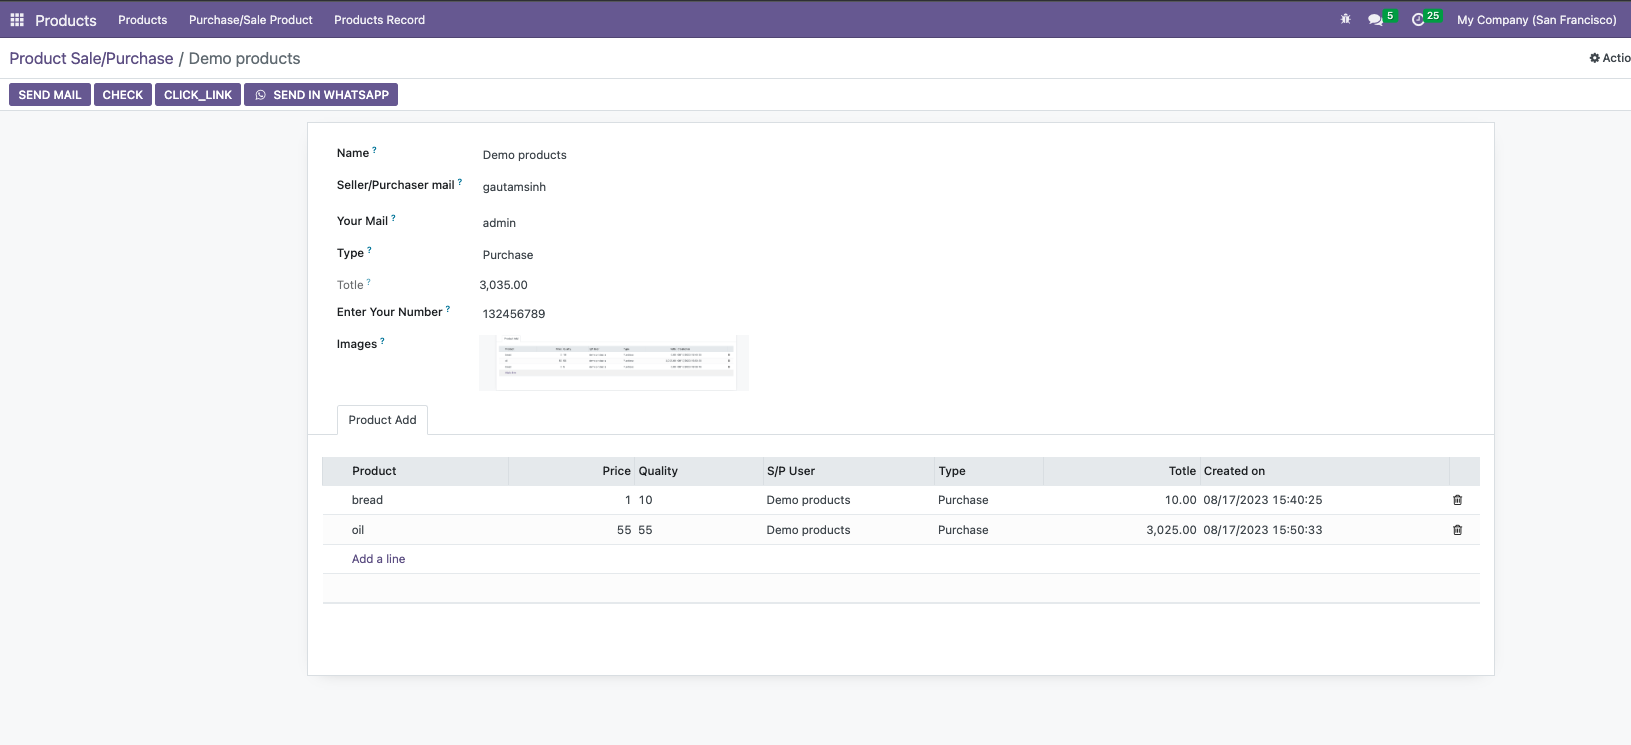 Products Products Purchase/Sale Product Products Record 5 25 My Company (San Francisco)
Product Sale/Purchase / Demo products Actio
SEND MAIL CHECK CLICK_LINK SEND IN WHATSAPP
Name ? Demo products
Seller/Purchaser mail ? gautamsinh
Your Mail ? admin
Type ? Purchase
Totle ? 3,035.00
Enter Your Number ? 132456789
Images ?
Product Add
Product Price Quality S/P User Type Totle Created on
bread 1 10 Demo products Purchase 10.00 08/17/2023 15:40:25
oil 55 55 Demo products Purchase 3,025.00 08/17/2023 15:50:33
Add a line